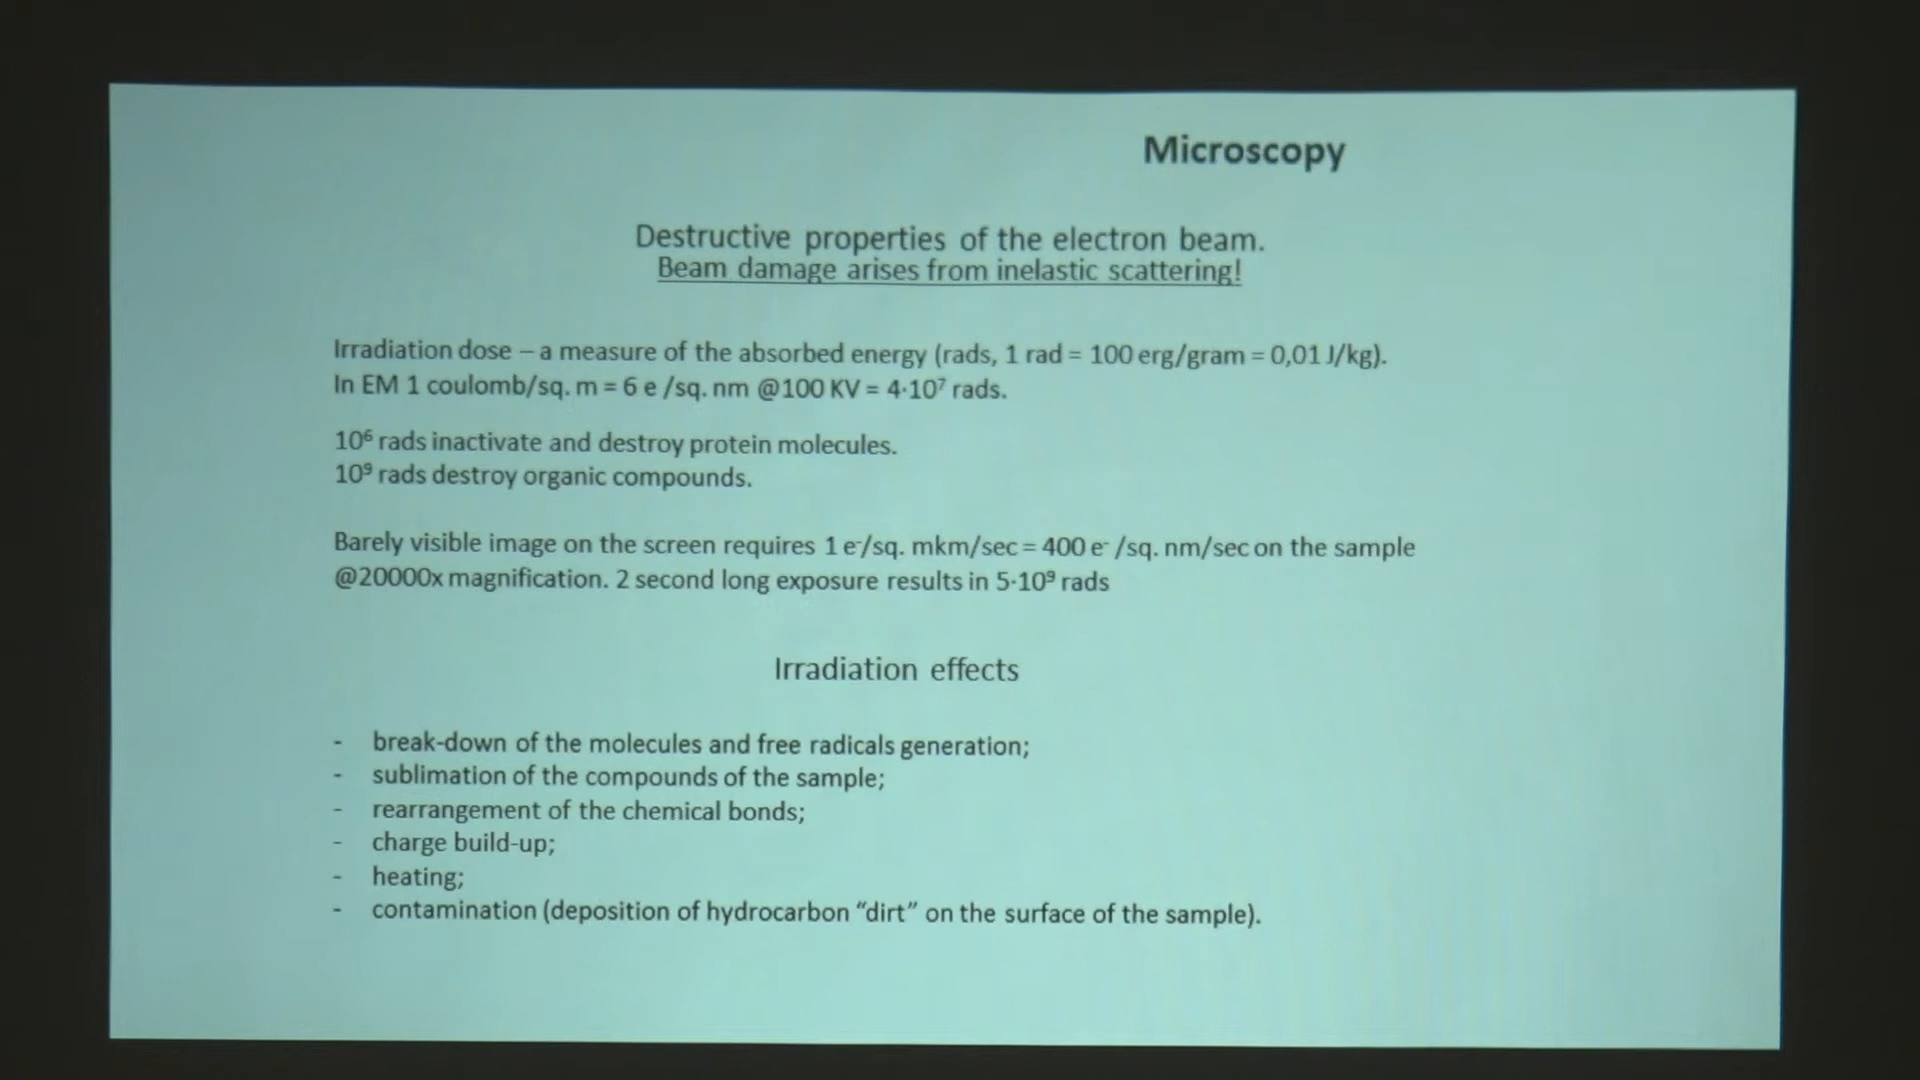 Microscopy
Destructive properties of the electron beam.
Beam damage arises from inelastic scattering!
Irradiation dose – a measure of the absorbed energy (rads, 1 rad = 100 erg/gram = 0,01 J/kg).
In EM 1 coulomb/sq. m = 6 e /sq. nm @100 KV = 4·10⁷ rads.
10⁶ rads inactivate and destroy protein molecules.
10⁹ rads destroy organic compounds.
Barely visible image on the screen requires 1 e⁻/sq. mkm/sec = 400 e⁻ /sq. nm/sec on the sample
@20000x magnification. 2 second long exposure results in 5·10⁹ rads
Irradiation effects
- break-down of the molecules and free radicals generation;
- sublimation of the compounds of the sample;
- rearrangement of the chemical bonds;
- charge build-up;
- heating;
- contamination (deposition of hydrocarbon “dirt” on the surface of the sample).